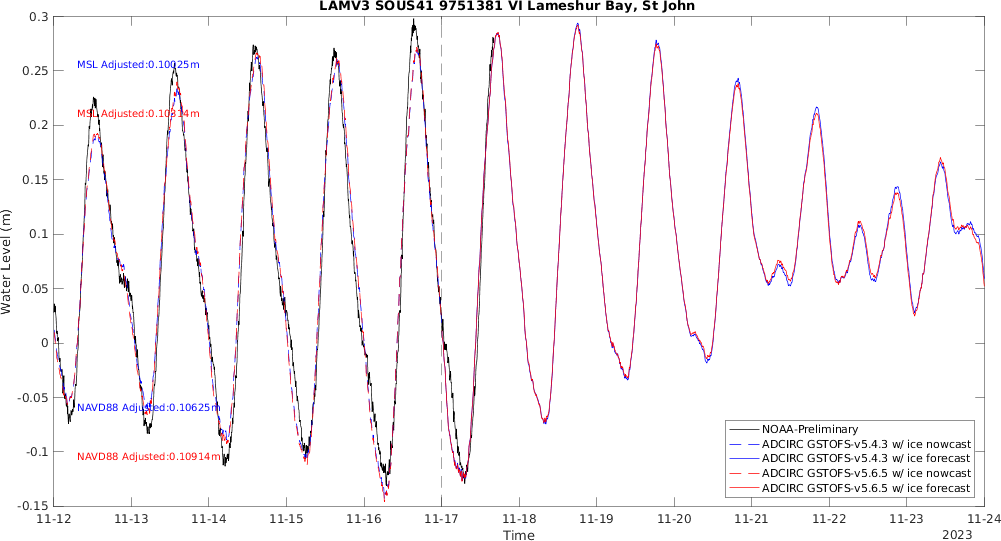 LAMV3 SOUS41 9751381 VI Lameshur Bay, St John
0.3
0.25
0.2
0.15
0.1
0.05
0
-0.05
-0.1
-0.15
Water Level (m)
MSL Adjusted:0.10025m
MSL Adjusted:0.10314m
NAVD88 Adjusted:0.10625m
NAVD88 Adjusted:0.10914m
NOAA-Preliminary
ADCIRC GSTOFS-v5.4.3 w/ ice nowcast
ADCIRC GSTOFS-v5.4.3 w/ ice forecast
ADCIRC GSTOFS-v5.6.5 w/ ice nowcast
ADCIRC GSTOFS-v5.6.5 w/ ice forecast
11-12 11-13 11-14 11-15 11-16 11-17 11-18 11-19 11-20 11-21 11-22 11-23 11-24
Time
2023